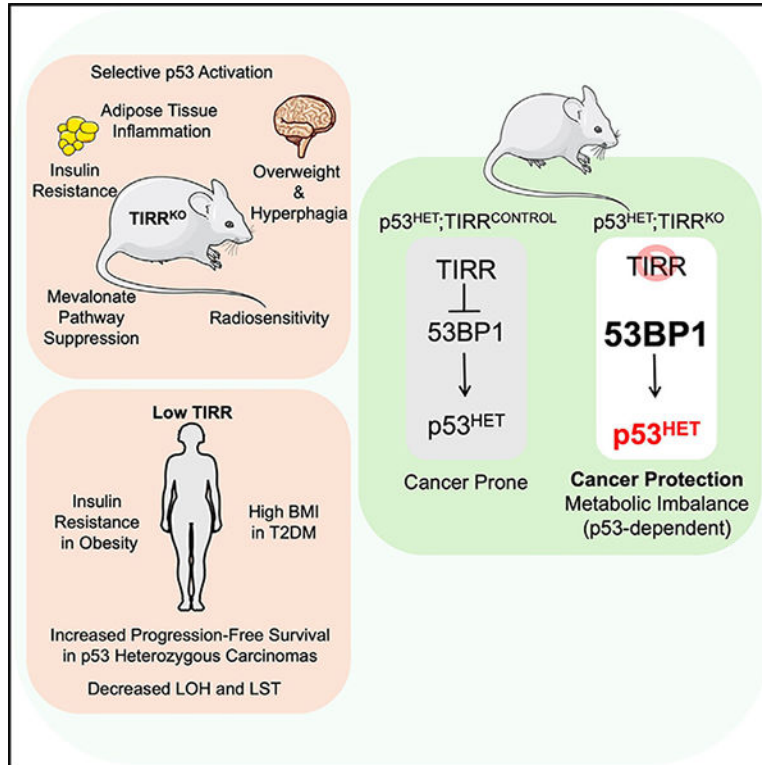 Selective p53 Activation
Adipose Tissue
Inflammation
Insulin
Resistance
Overweight
&
Hyperphagia
TIRRKO
Mevalonate
Pathway
Suppression
Radiosensitivity
Low TIRR
Insulin
Resistance
in Obesity
High BMI
in T2DM
Increased Progression-Free Survival
in p53 Heterozygous Carcinomas
Decreased LOH and LST
p53HET;TIRRCONTROL
TIRR
53BP1
p53HET
Cancer Prone
p53HET;TIRRKO
TIRR
53BP1
p53HET
Cancer Protection
Metabolic Imbalance
(p53-dependent)